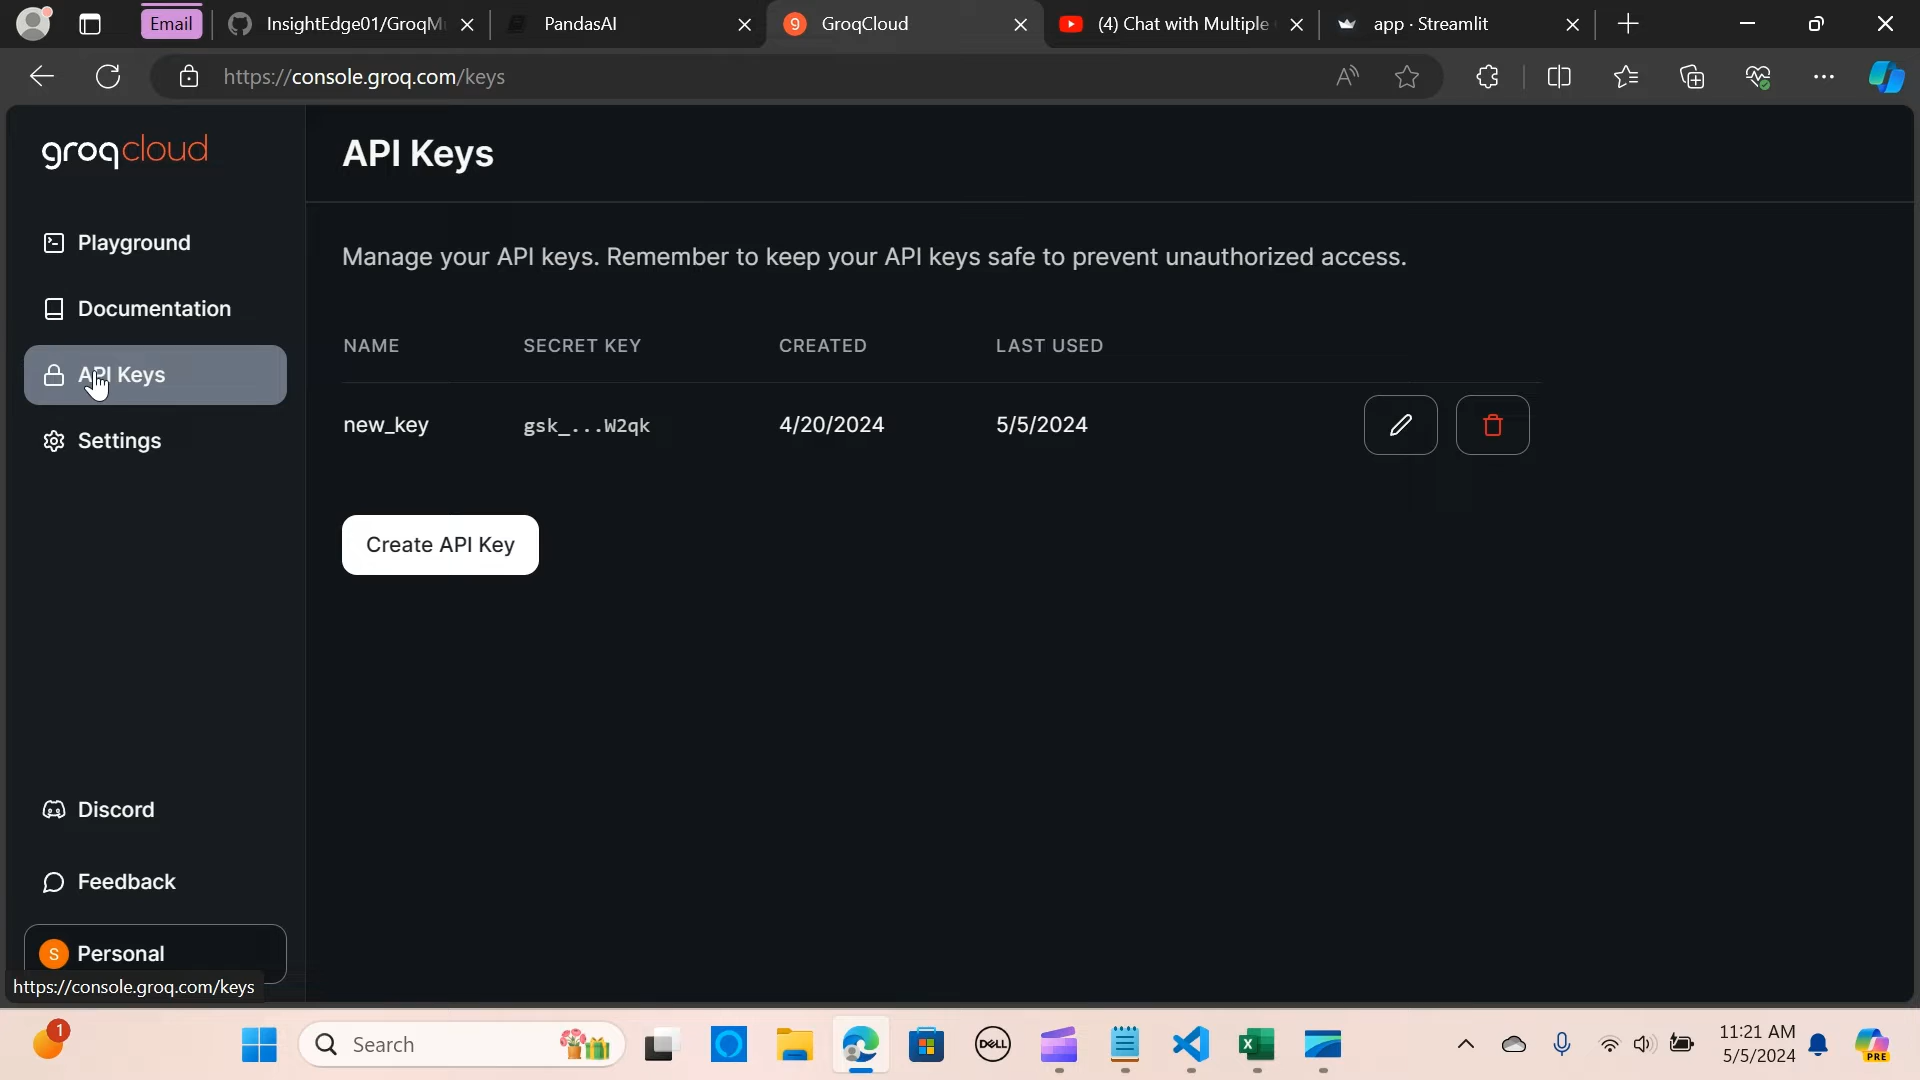 Email
InsightEdge01/GroqM
PandasAI
GroqCloud
(4) Chat with Multiple
app · Streamlit
https://console.groq.com/keys
groqcloud
API Keys
Playground
Manage your API keys. Remember to keep your API keys safe to prevent unauthorized access.
Documentation
NAME SECRET KEY CREATED LAST USED
API Keys
new_key gsk_...W2qk 4/20/2024 5/5/2024
Settings
Create API Key
Discord
Feedback
S Personal
https://console.groq.com/keys
1
Search
DELL
11:21 AM
5/5/2024
PRE